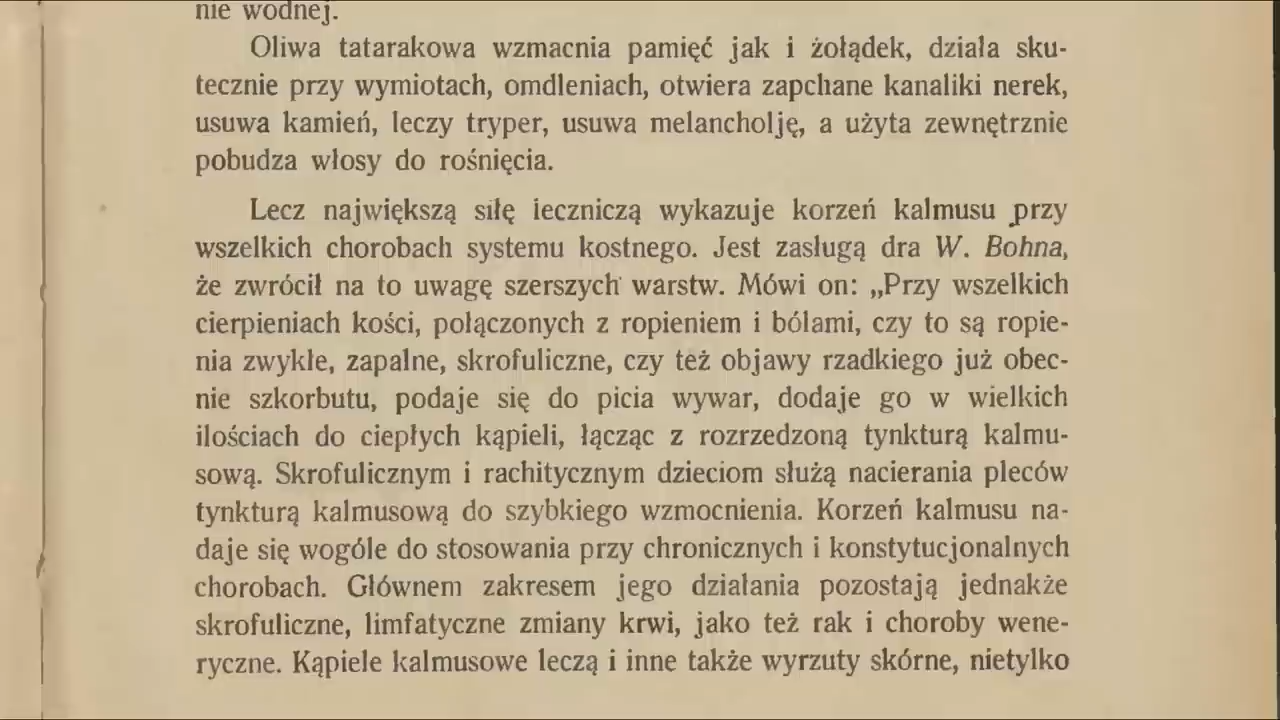 nie wodnej.
Oliwa tatarakowa wzmacnia pamięć jak i żołądek, działa sku-
tecznie przy wymiotach, omdleniach, otwiera zapchane kanaliki nerek,
usuwa kamień, leczy tryper, usuwa melancholję, a użyta zewnętrznie
pobudza włosy do rośnięcia.
Lecz największą siłę leczniczą wykazuje korzeń kalmusu przy
wszelkich chorobach systemu kostnego. Jest zasługą dra W. Bohna,
że zwrócił na to uwagę szerszych warstw. Mówi on: „Przy wszelkich
cierpieniach kości, połączonych z ropieniem i bólami, czy to są ropie-
nia zwykłe, zapalne, skrofuliczne, czy też objawy rzadkiego już obec-
nie szkorbutu, podaje się do picia wywar, dodaje go w wielkich
ilościach do ciepłych kąpieli, łącząc z rozrzedzoną tynkturą kalmu-
sową. Skrofulicznym i rachitycznym dzieciom służą nacierania pleców
tynkturą kalmusową do szybkiego wzmocnienia. Korzeń kalmusu na-
daje się wogóle do stosowania przy chronicznych i konstytucjonalnych
chorobach. Głównem zakresem jego działania pozostają jednakże
skrofuliczne, limfatyczne zmiany krwi, jako też rak i choroby wene-
ryczne. Kąpiele kalmusowe leczą i inne także wyrzuty skórne, nietylko